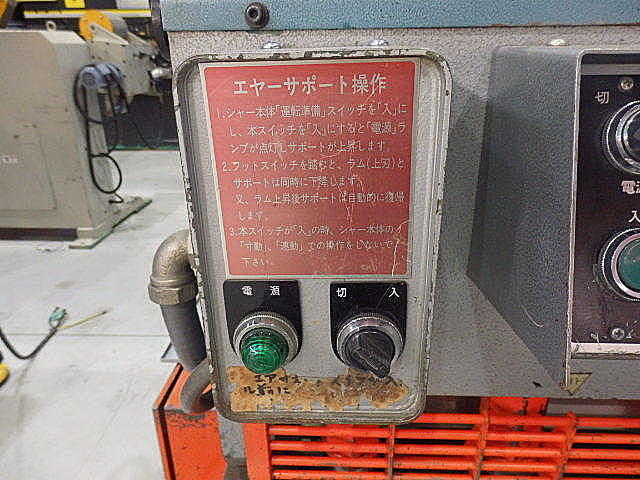 エヤーサポート操作
1.シャー本体「運転準備」スイッチを「入」に
し、本スイッチを「入」にすると「電源」ラ
ンプが点灯しサポートが上昇します。
2.フットスイッチを踏むと、ラム(上刃)と
サポートは同時に下降します。
又、ラム上昇後サポートは自動的に復帰
します。
3.本スイッチが「入」の時、シャー本体の
「寸動」、「連動」での操作をしないで
下さい。
電源
切 入
切
電
入